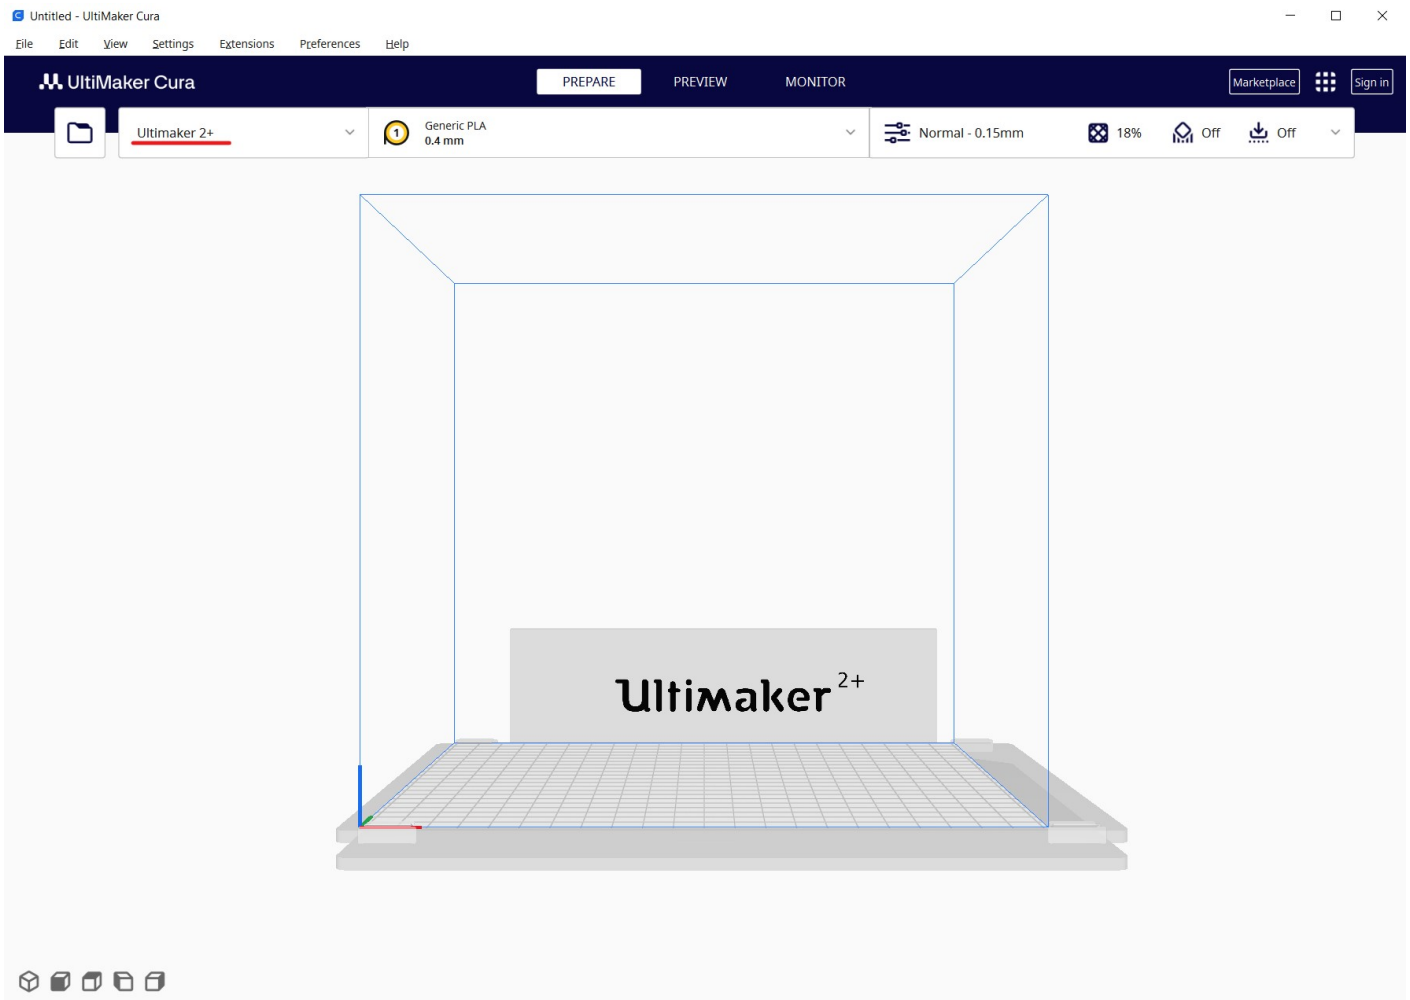 Untitled - UltiMaker Cura
File Edit View Settings Extensions Preferences Help
UltiMaker Cura PREPARE PREVIEW MONITOR Marketplace Sign in
Ultimaker 2+
1
Generic PLA
0.4 mm
Normal - 0.15mm 18% Off Off
Ultimaker 2+